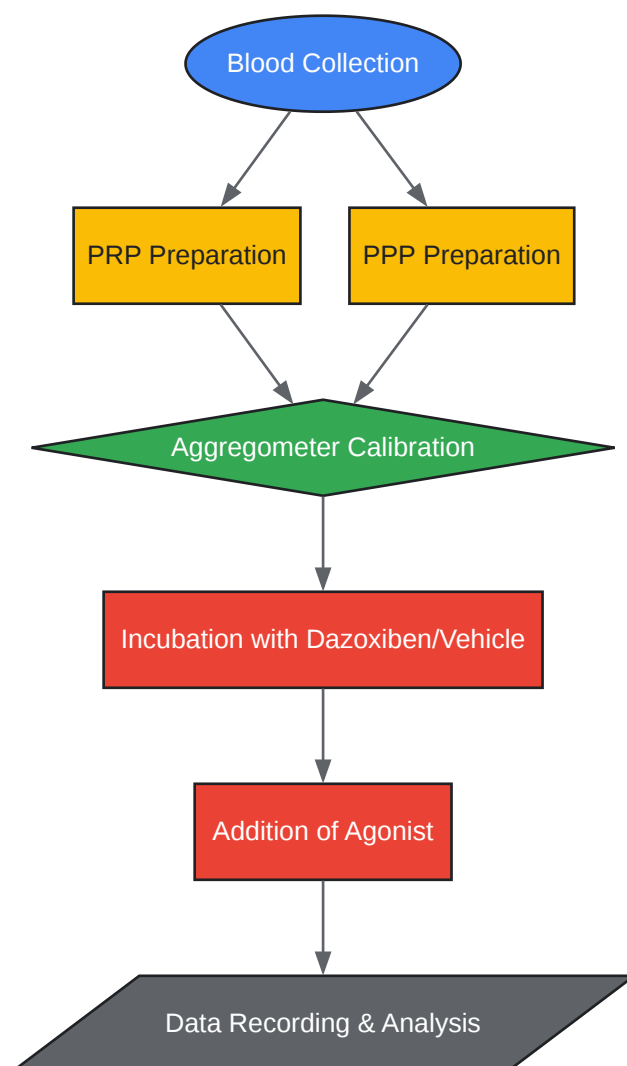 Blood Collection
PRP Preparation
PPP Preparation
Aggregometer Calibration
Incubation with Dazoxiben/Vehicle
Addition of Agonist
Data Recording & Analysis